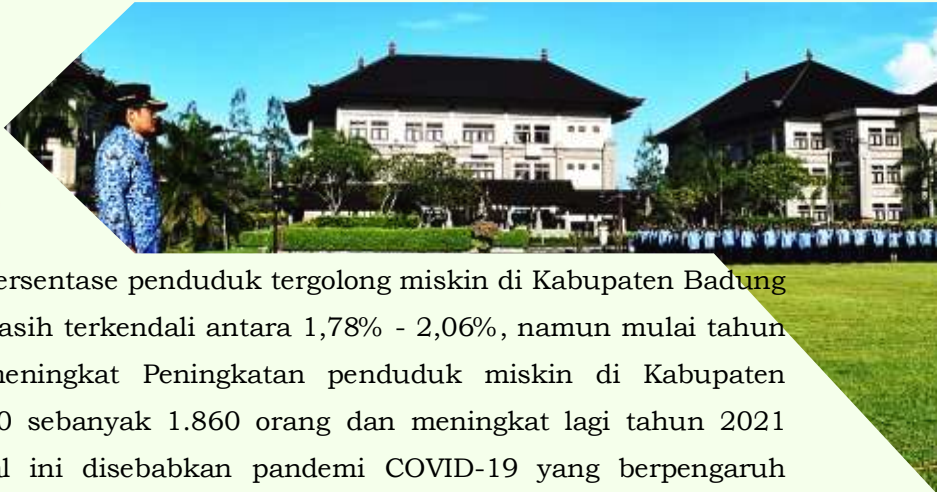 ersentase penduduk tergolong miskin di Kabupaten Badung
asih terkendali antara 1,78% - 2,06%, namun mulai tahun
eningkat Peningkatan penduduk miskin di Kabupaten
0 sebanyak 1.860 orang dan meningkat lagi tahun 2021
al ini disebabkan pandemi COVID-19 yang berpengaruh